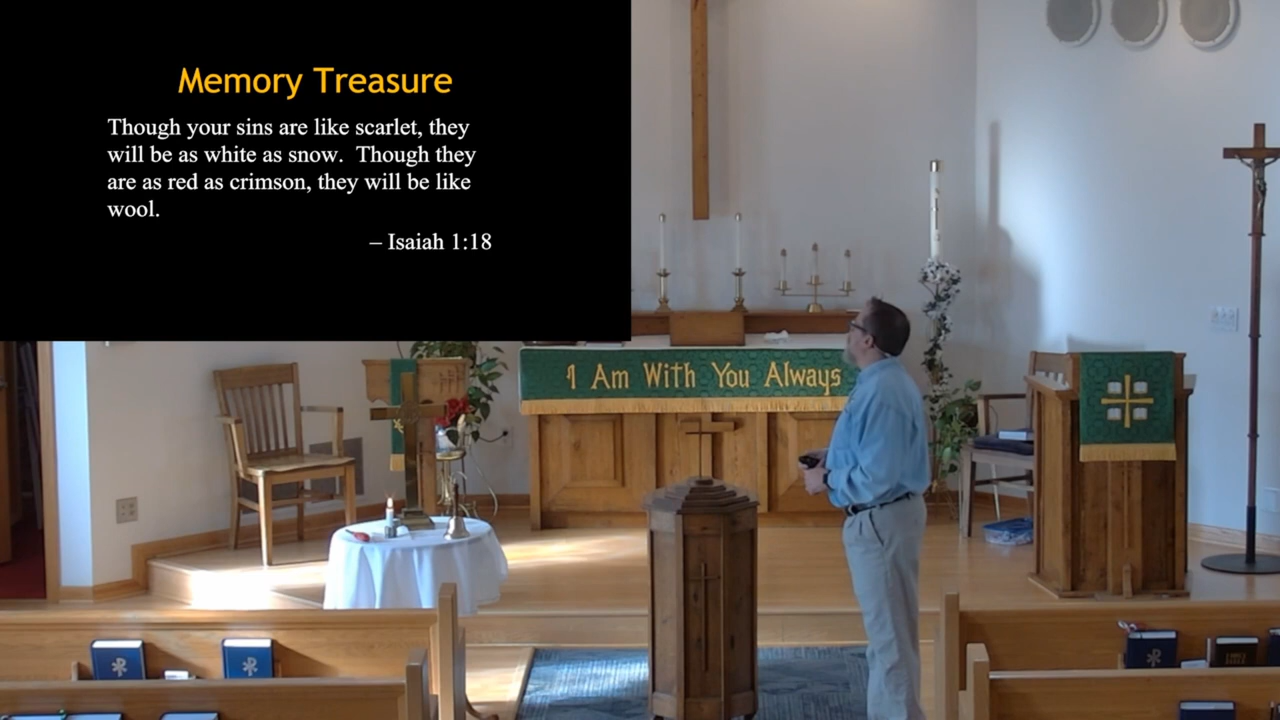 Memory Treasure
Though your sins are like scarlet, they
will be as white as snow.  Though they
are as red as crimson, they will be like
wool.
– Isaiah 1:18
I Am With You Always